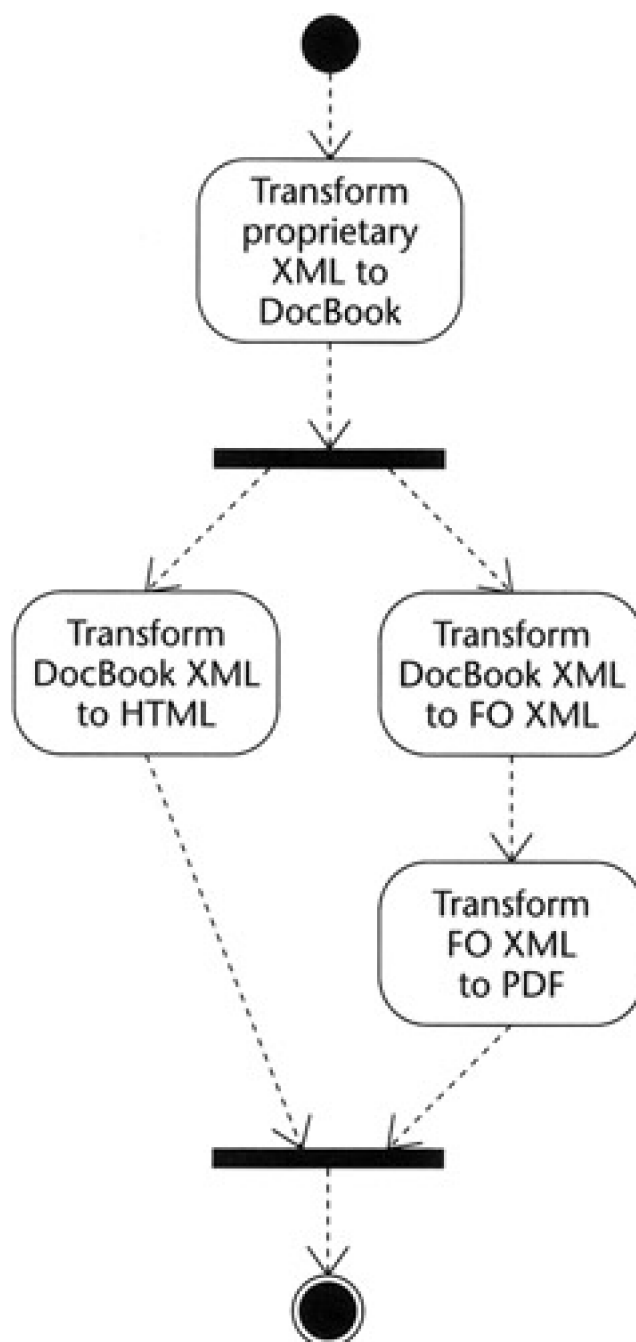 Transform
proprietary
XML to
DocBook
Transform
DocBook XML
to HTML
Transform
DocBook XML
to FO XML
Transform
FO XML
to PDF